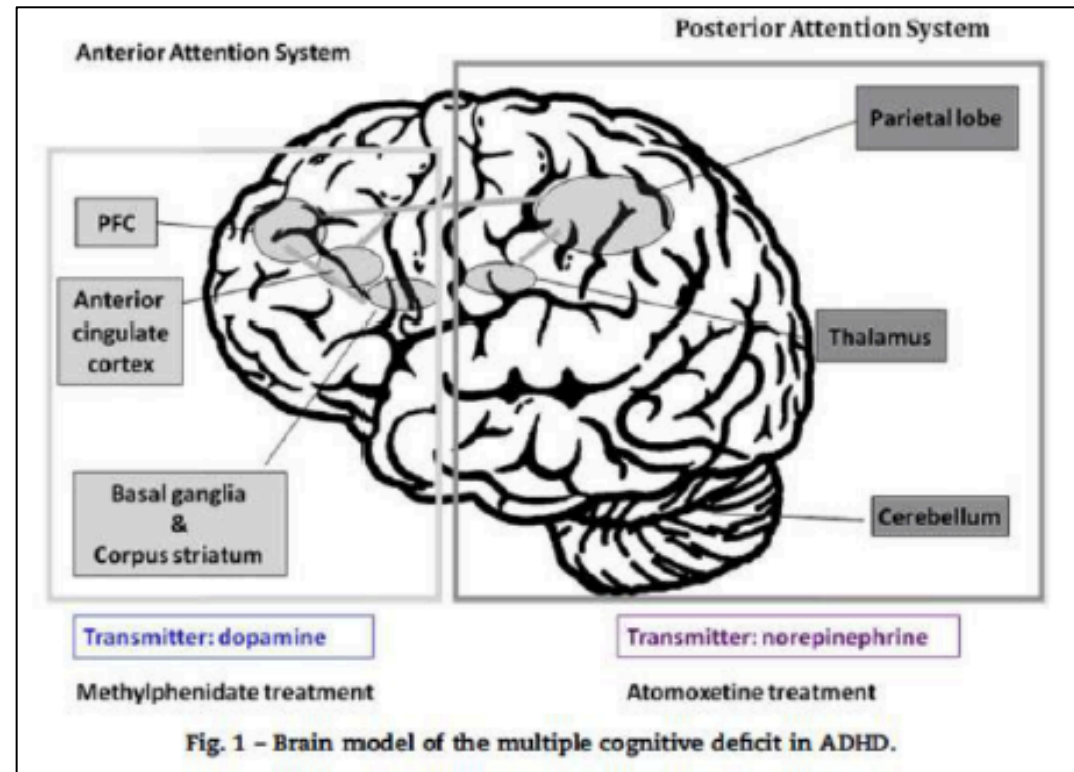 Anterior Attention System
Posterior Attention System
Parietal lobe
PFC
Anterior
cingulate
cortex
Thalamus
Basal ganglia
&
Corpus striatum
Cerebellum
Transmitter: dopamine
Transmitter: norepinephrine
Methylphenidate treatment
Atomoxetine treatment
Fig. 1 – Brain model of the multiple cognitive deficit in ADHD.